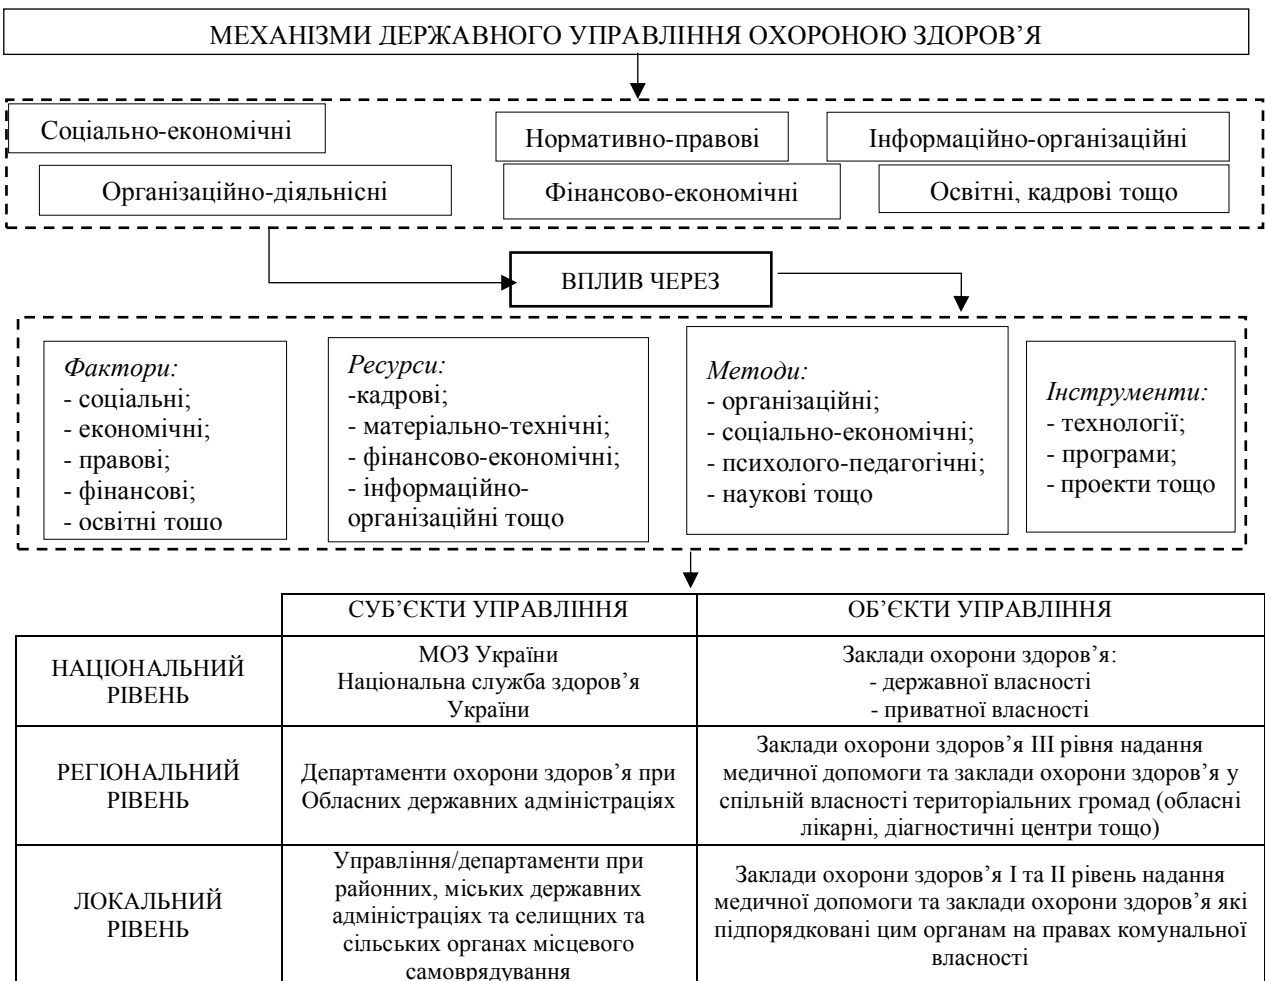 МЕХАНІЗМИ ДЕРЖАВНОГО УПРАВЛІННЯ ОХОРОНОЮ ЗДОРОВ’Я
Соціально-економічні
Нормативно-правові
Інформаційно-організаційні
Організаційно-діяльнісні
Фінансово-економічні
Освітні, кадрові тощо
ВПЛИВ ЧЕРЕЗ
Фактори:
- соціальні;
- економічні;
- правові;
- фінансові;
- освітні тощо
Ресурси:
-кадрові;
- матеріально-технічні;
- фінансово-економічні;
- інформаційно-
організаційні тощо
Методи:
- організаційні;
- соціально-економічні;
- психолого-педагогічні;
- наукові тощо
Інструменти:
- технології;
- програми;
- проекти тощо
СУБ’ЄКТИ УПРАВЛІННЯ
ОБ’ЄКТИ УПРАВЛІННЯ
НАЦІОНАЛЬНИЙ
РІВЕНЬ
МОЗ України
Національна служба здоров’я
України
Заклади охорони здоров’я:
- державної власності
- приватної власності
РЕГІОНАЛЬНИЙ
РІВЕНЬ
Департаменти охорони здоров’я при
Обласних державних адміністраціях
Заклади охорони здоров’я ІІІ рівня надання
медичної допомоги та заклади охорони здоров’я у
спільній власності територіальних громад (обласні
лікарні, діагностичні центри тощо)
ЛОКАЛЬНИЙ
РІВЕНЬ
Управління/департаменти при
районних, міських державних
адміністраціях та селищних та
сільських органах місцевого
самоврядування
Заклади охорони здоров’я І та ІІ рівень надання
медичної допомоги та заклади охорони здоров’я які
підпорядковані цим органам на правах комунальної
власності